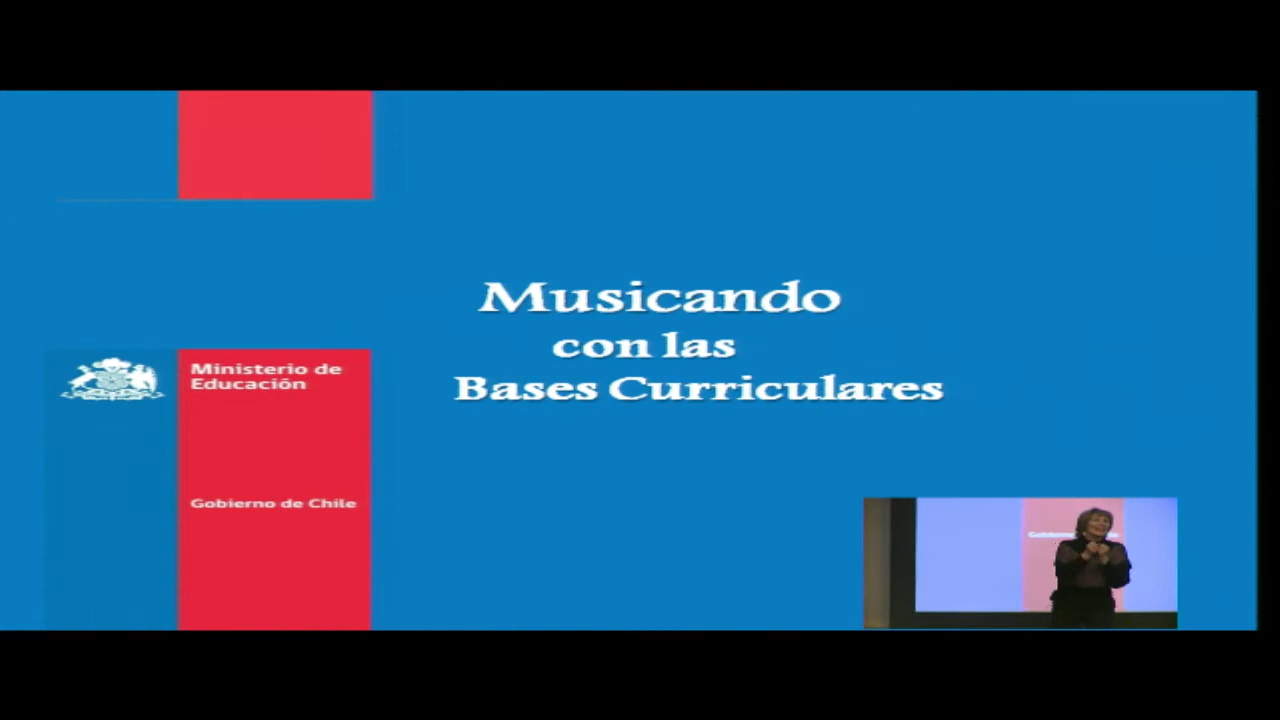 Musicando
con las
Bases Curriculares
Ministerio de
Educación
Gobierno de Chile